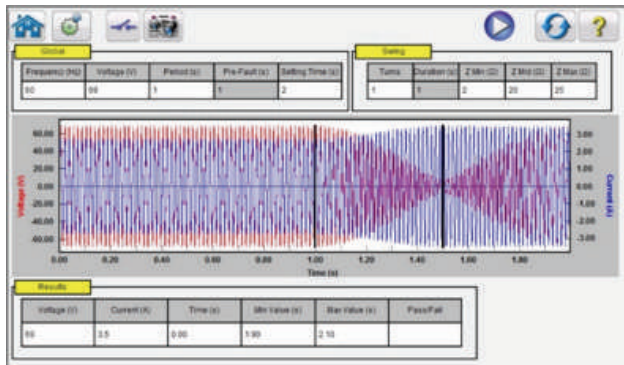 Global
Swing
Frequency (Hz) Voltage (V) Period (s) Pre-Fault (s) Setting Time (s)
60 1 1 2
Turns Duration (s) Z Min (Ω) Z Mid (Ω) Z Max (Ω)
1 1 2 20 25
60.00
40.00
20.00
0.00
-20.00
-40.00
-60.00
Voltage (V)
3.00
2.00
1.00
0.00
-1.00
-2.00
-3.00
Current (A)
0.00 0.20 0.40 0.60 0.80 1.00 1.20 1.40 1.60 1.80
Time (s)
Results
Voltage (V) Current (A) Time (s) Min Value (s) Max Value (s) Pass/Fail
3.5 0.00 1.90 2.10
?